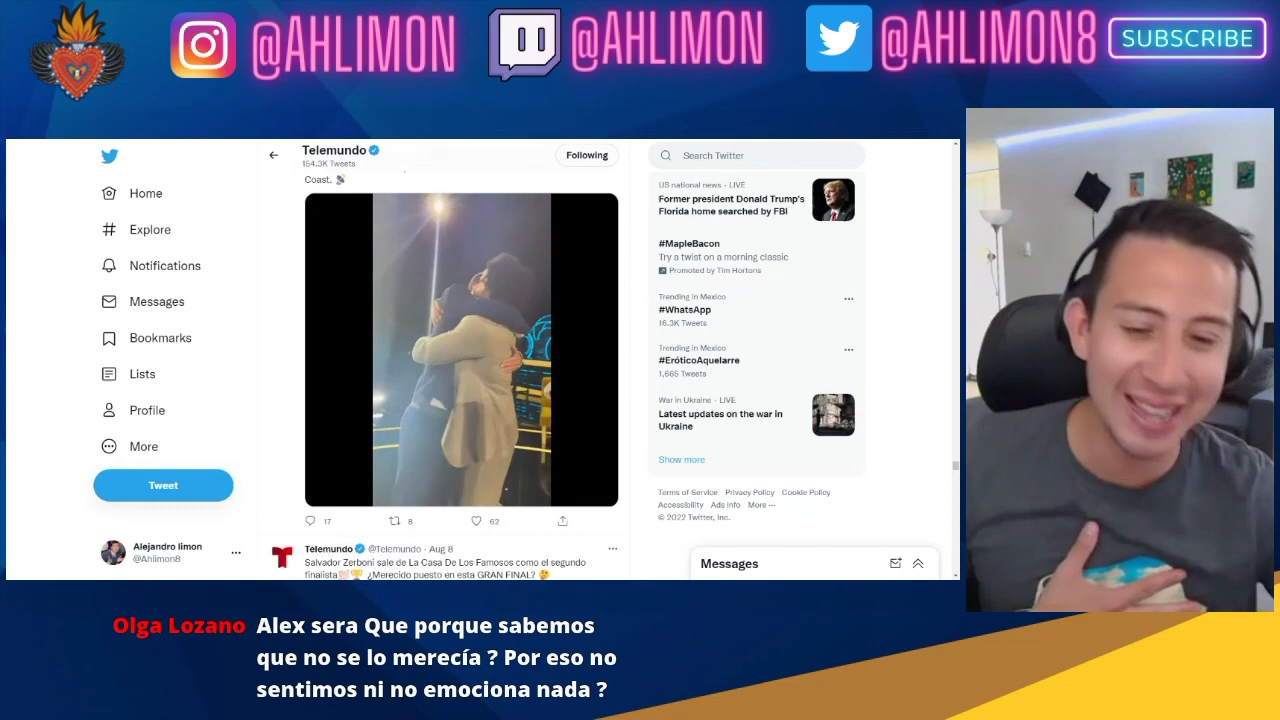 @AHLIMON
@AHLIMON
@AHLIMON8
SUBSCRIBE
Telemundo
154.3K Tweets
Following
Coast.
Home
Explore
Notifications
Messages
Bookmarks
Lists
Profile
More
Tweet
Alejandro limon
@Ahlimon8
17
8
62
Telemundo @Telemundo · Aug 8
Salvador Zerboni sale de La Casa De Los Famosos como el segundo
finalista ¿Merecido puesto en esta GRAN FINAL?
Search Twitter
US national news · LIVE
Former president Donald Trump's
Florida home searched by FBI
#MapleBacon
Try a twist on a morning classic
Promoted by Tim Hortons
Trending in Mexico
#WhatsApp
16.3K Tweets
Trending in Mexico
#EróticoAquelarre
1,665 Tweets
War in Ukraine · LIVE
Latest updates on the war in
Ukraine
Show more
Terms of Service Privacy Policy Cookie Policy
Accessibility Ads info More ···
© 2022 Twitter, Inc.
Messages
Olga Lozano Alex sera Que porque sabemos
que no se lo merecía ? Por eso no
sentimos ni no emociona nada ?